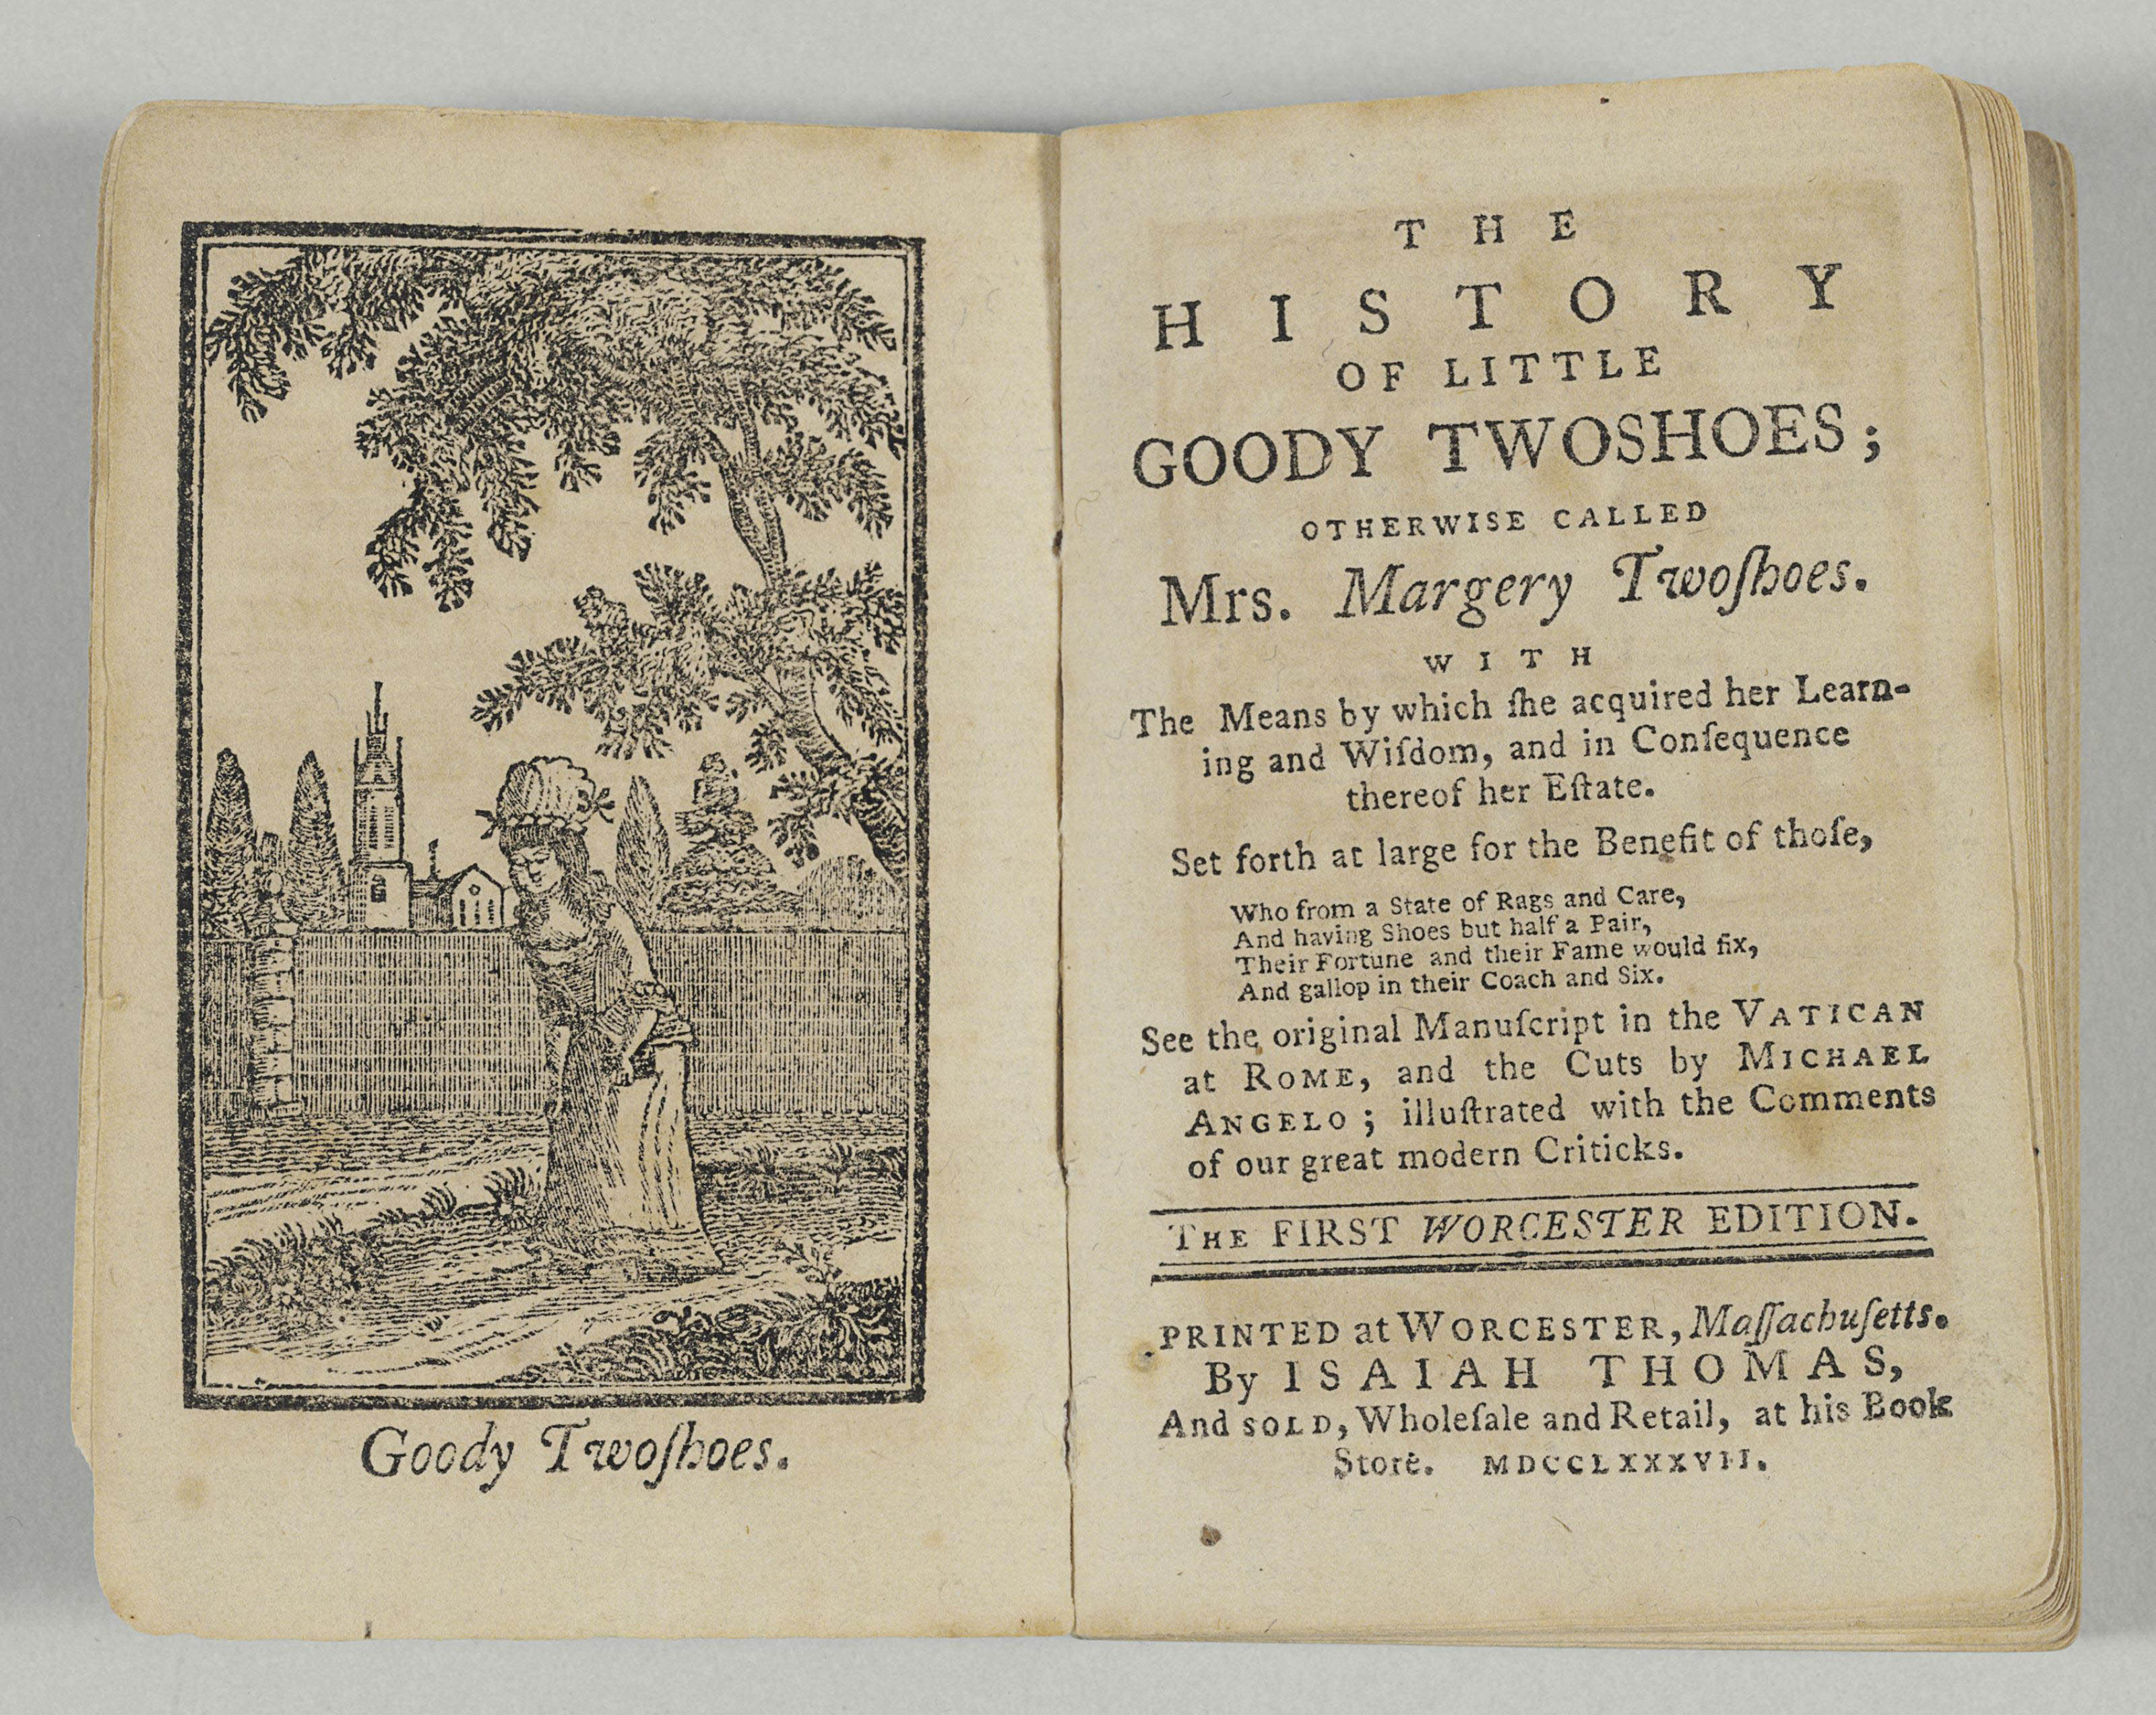 Goody Twoſhoes.
THE
HISTORY
OF LITTLE
GOODY TWOSHOES;
OTHERWISE CALLED
Mrs. Margery Twoſhoes.
WITH
The Means by which ſhe acquired her Learn-
ing and Wiſdom, and in Conſequence
thereof her Eſtate.
Set forth at large for the Benefit of thoſe,
Who from a State of Rags and Care,
And having Shoes but half a Pair,
Their Fortune and their Fame would fix,
And gallop in their Coach and Six.
See the original Manuſcript in the VATICAN
at ROME, and the Cuts by MICHAEL
ANGELO; illuſtrated with the Comments
of our great modern Criticks.
THE FIRST WORCESTER EDITION.
PRINTED at WORCESTER, Maſſachuſetts.
By ISAIAH THOMAS,
And SOLD, Wholeſale and Retail, at his Book
Store. MDCCLXXXVII.